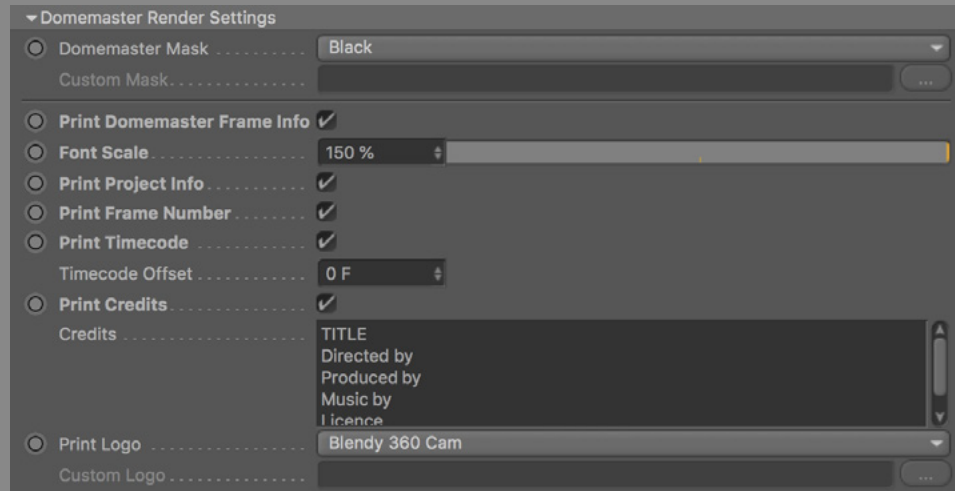 Domemaster Render Settings
Domemaster Mask Black
Custom Mask ...
Print Domemaster Frame Info
Font Scale 150 %
Print Project Info
Print Frame Number
Print Timecode
Timecode Offset 0 F
Print Credits
Credits TITLE
Directed by
Produced by
Music by
Licence
Print Logo Blendy 360 Cam
Custom Logo ...